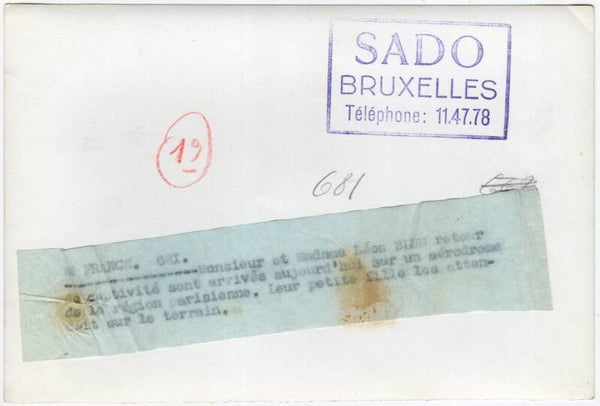 SADO
BRUXELLES
Téléphone: 11.47.78
19
681
FRANCE. 681.
-----------------Monsieur et Madame Léon BLUM retour
de captivité sont arrivés aujourd'hui sur un aérodrome
de la région parisienne. Leur petite fille les atten-
dait sur le terrain.